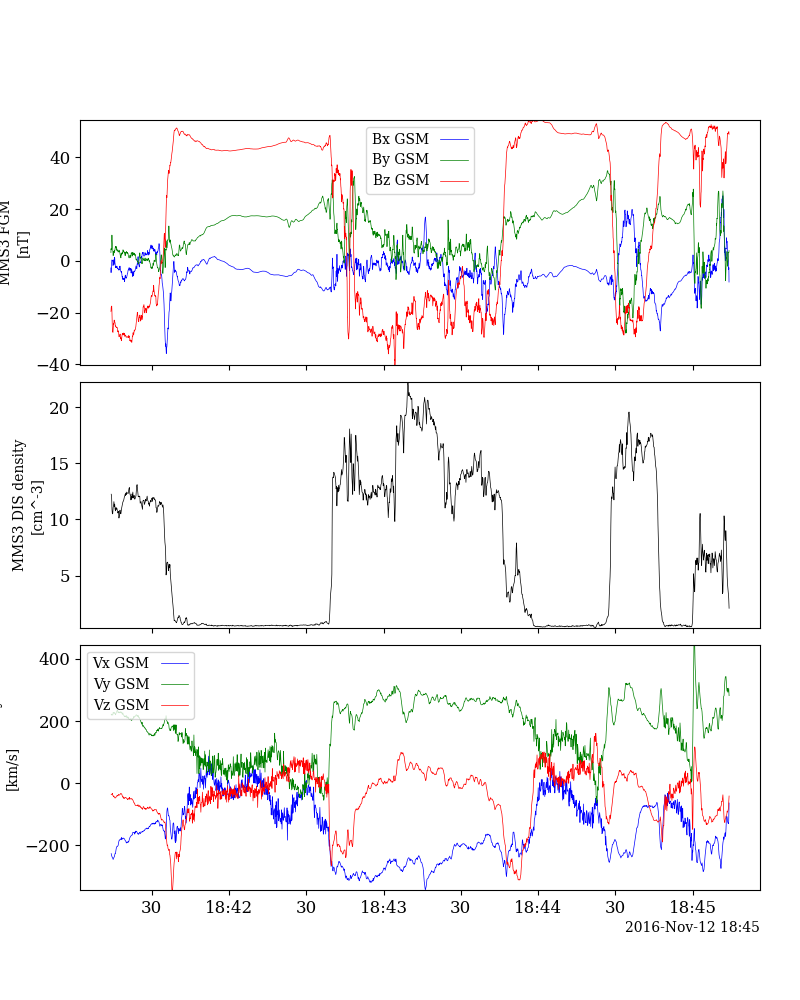 MMS3 FGM
[nT]
40
20
0
−20
−40
Bx GSM
By GSM
Bz GSM
MMS3 DIS density
[cm^-3]
20
15
10
5
[km/s]
400
200
0
−200
Vx GSM
Vy GSM
Vz GSM
30
18:42
30
18:43
30
18:44
30
18:45
2016-Nov-12 18:45